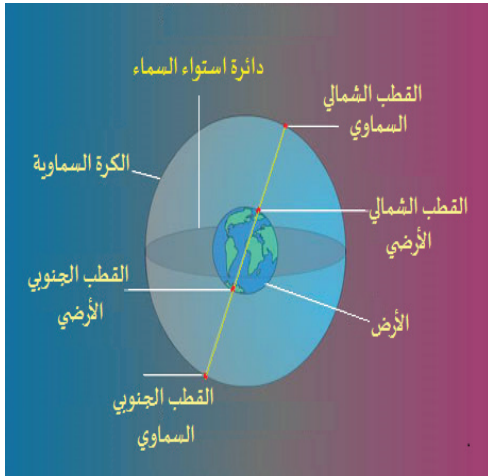 دائرة استواء السماء
القطب الشمالي
السماوي
الكرة السماوية
القطب الشمالي
الأرضي
القطب الجنوبي
الأرضي
الأرض
القطب الجنوبي
السماوي